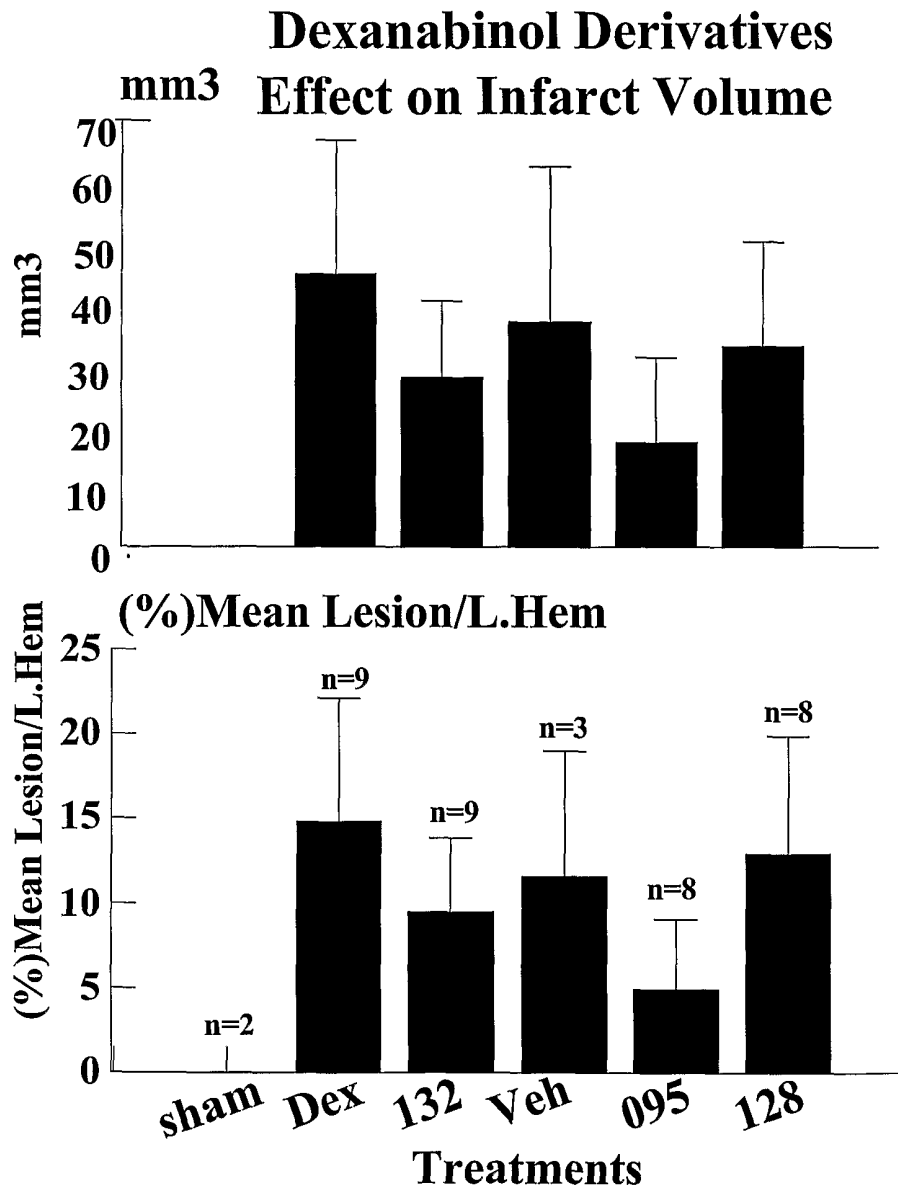 Dexanabinol Derivatives
mm3 Effect on Infarct Volume
70
60
50
40
30
20
10
0
mm3
(%)Mean Lesion/L.Hem
25
20
15
10
5
0
(%)Mean Lesion/L.Hem
n=2
n=9
n=9
n=3
n=8
n=8
sham Dex 132 Veh 095 128
Treatments